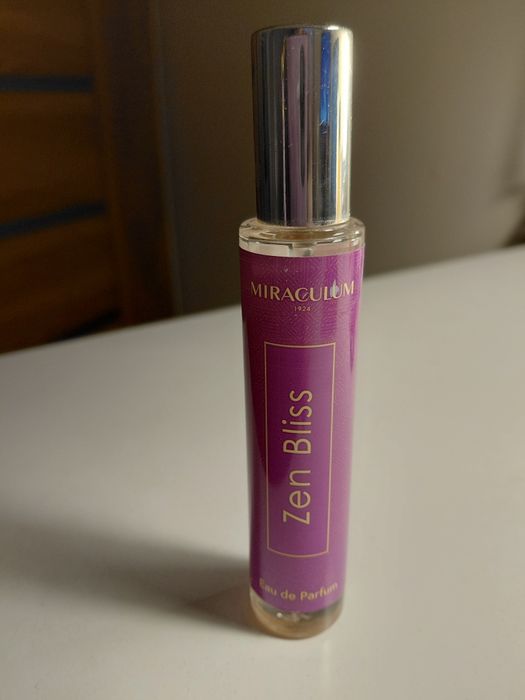 MIRACULUM
1924
Zen Bliss
Eau de Parfum